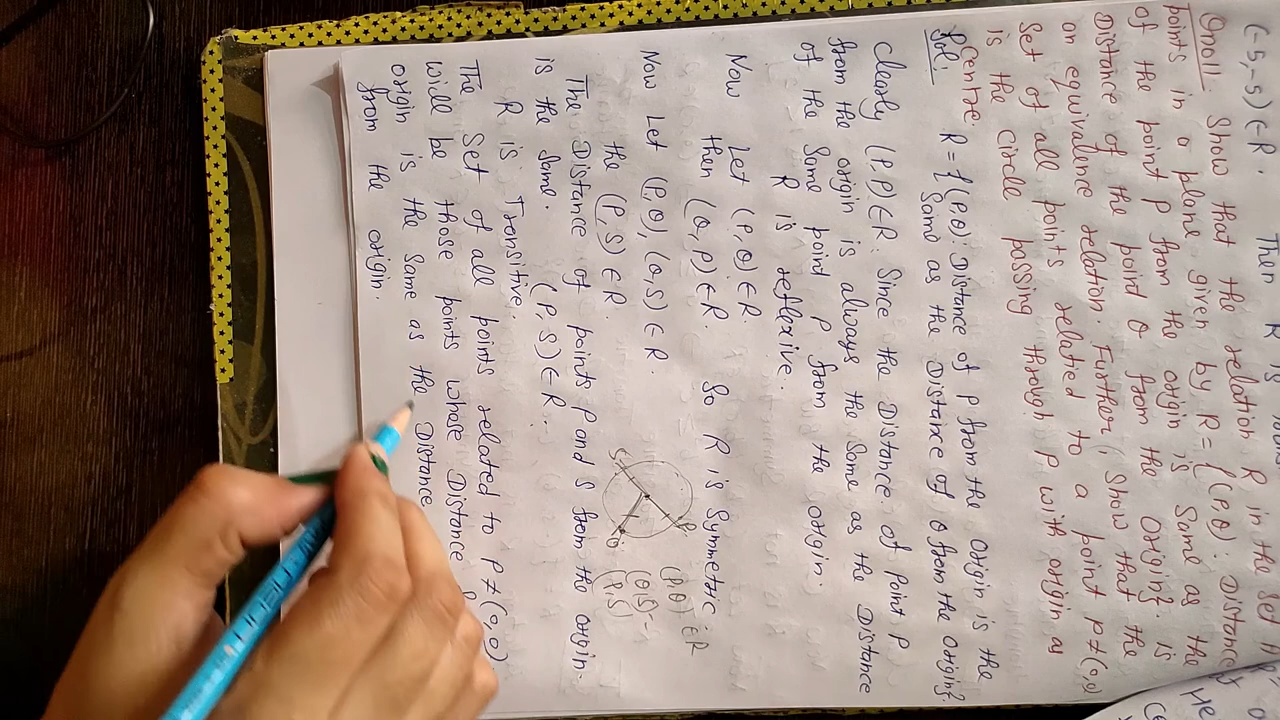 (-5,-5) ∈ R. Then R is
Qno11. Show that the relation R in the Set
points in a plane given by R = {(P,Q): Distance
of the point P from the origin is Same as the
Distance of the point Q from the Origin}. is
on equivalence relation. Further, Show that the
Set of all points related to a point P≠(0,0)
is the circle passing through P with origin as
Centre.
Sol: R = {(P,Q): Distance of P from the origin is the
Same as the Distance of Q from the Origin}
Clearly (P,P) ∈ R. Since the Distance of Point P
from the origin is always the Same as the Distance
of the Same point P from the origin.
R is reflexive.
Now Let (P,Q) ∈ R.
then (Q,P) ∈ R. So R is Symmetric
Now Let (P,Q), (Q,S) ∈ R.
the (P,S) ∈ R.
The Distance of points P and S from the origin.
is the Same. (P,S) ∈ R.
R is Transitive.
The Set of all points related to P≠(0,0)
will be those points whose Distance
origin is the Same as the Distance
from the origin.
S
P
Q
(PQ) ∈ R
(Q,S)
(P,S)